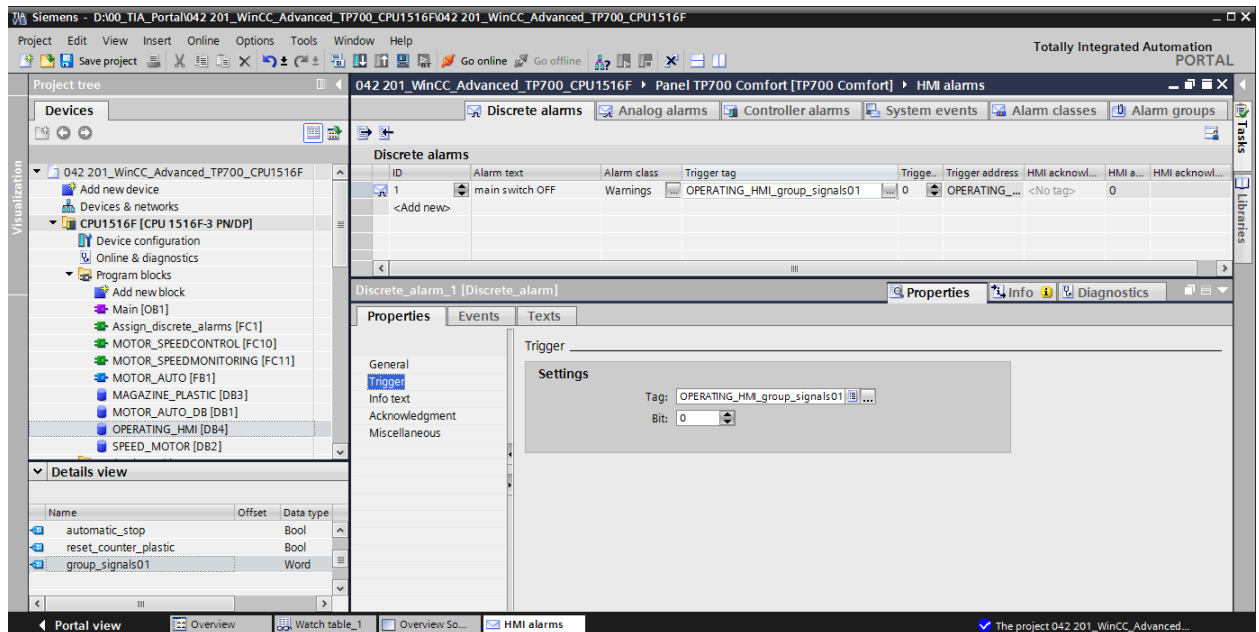 Siemens - D:\00_TIA_Portal\042 201_WinCC_Advanced_TP700_CPU1516F\042 201_WinCC_Advanced_TP700_CPU1516F
Project Edit View Insert Online Options Tools Window Help
Totally Integrated Automation
PORTAL
Save project Go online Go offline
Project tree
042 201_WinCC_Advanced_TP700_CPU1516F Panel TP700 Comfort [TP700 Comfort] HMI alarms
Devices
Discrete alarms Analog alarms Controller alarms System events Alarm classes Alarm groups
Tasks
Libraries
Visualization
042 201_WinCC_Advanced_TP700_CPU1516F
Add new device
Devices & networks
CPU1516F [CPU 1516F-3 PN/DP]
Device configuration
Online & diagnostics
Program blocks
Add new block
Main [OB1]
Assign_discrete_alarms [FC1]
MOTOR_SPEEDCONTROL [FC10]
MOTOR_SPEEDMONITORING [FC11]
MOTOR_AUTO [FB1]
MAGAZINE_PLASTIC [DB3]
MOTOR_AUTO_DB [DB1]
OPERATING_HMI [DB4]
SPEED_MOTOR [DB2]
Discrete alarms
ID Alarm text Alarm class Trigger tag Trigge.. Trigger address HMI acknowl... HMI a... HMI acknowl...
1 main switch OFF Warnings ... OPERATING_HMI_group_signals01 ... 0 OPERATING_... <No tag> 0
<Add new>
Discrete_alarm_1 [Discrete_alarm]
Properties Info Diagnostics
Properties Events Texts
General
Trigger
Info text
Acknowledgment
Miscellaneous
Trigger
Settings
Tag: OPERATING_HMI_group_signals01 ...
Bit: 0
Details view
Name Offset Data type
automatic_stop Bool
reset_counter_plastic Bool
group_signals01 Word
Portal view Overview Watch table_1 Overview So... HMI alarms The project 042 201_WinCC_Advanced...